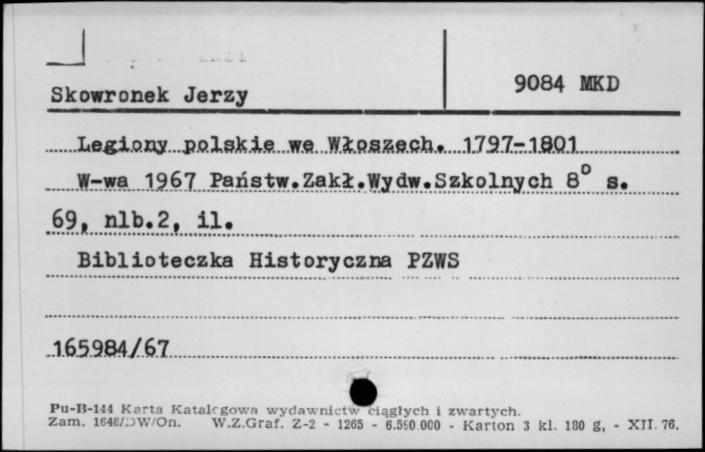 9084 MKD
Skowronek Jerzy
Legiony polskie we Włoszech. 1797-1801
W-wa 1967 Państw.Zakł.Wydw.Szkolnych 8° s.
69, nlb.2, il.
Biblioteczka Historyczna PZWS
165984/67
Pu-B-144 Karta Katalogowa wydawnictw ciągłych i zwartych.
Zam. 1646/DW/On. W.Z.Graf. Z-2 - 1265 - 6.590.000 - Karton 3 kl. 180 g, - XII. 76.